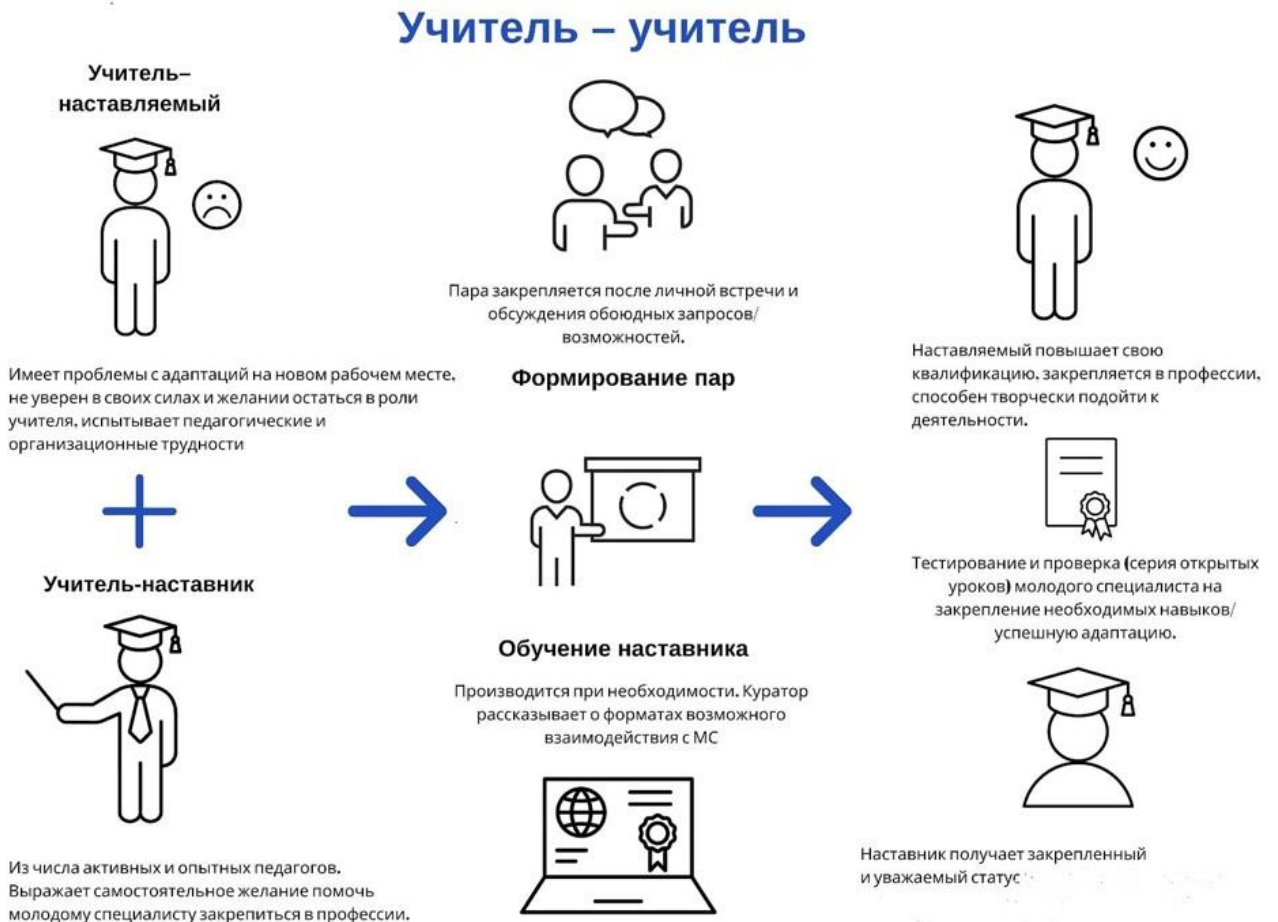 Учитель – учитель
Учитель–
наставляемый
Имеет проблемы с адаптаций на новом рабочем месте,
не уверен в своих силах и желании остаться в роли
учителя, испытывает педагогические и
организационные трудности
Учитель-наставник
Из числа активных и опытных педагогов.
Выражает самостоятельное желание помочь
молодому специалисту закрепиться в профессии.
Пара закрепляется после личной встречи и
обсуждения обоюдных запросов/
возможностей.
Формирование пар
Обучение наставника
Производится при необходимости. Куратор
рассказывает о форматах возможного
взаимодействия с МС
Наставляемый повышает свою
квалификацию, закрепляется в профессии,
способен творчески подойти к
деятельности.
Тестирование и проверка (серия открытых
уроков) молодого специалиста на
закрепление необходимых навыков/
успешную адаптацию.
Наставник получает закрепленный
и уважаемый статус